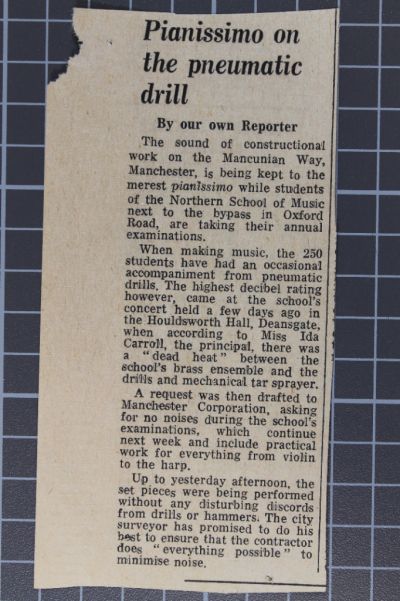 Pianissimo on
the pneumatic
drill
By our own Reporter
The sound of constructional
work on the Mancunian Way,
Manchester, is being kept to the
merest pianissimo while students
of the Northern School of Music
next to the bypass in Oxford
Road, are taking their annual
examinations.
When making music, the 250
students have had an occasional
accompaniment from pneumatic
drills. The highest decibel rating
however, came at the school's
concert held a few days ago in
the Houldsworth Hall, Deansgate,
when according to Miss Ida
Carroll, the principal, there was
a "dead heat" between the
school's brass ensemble and the
drills and mechanical tar sprayer.
A request was then drafted to
Manchester Corporation, asking
for no noises during the school's
examinations, which continue
next week and include practical
work for everything from violin
to the harp.
Up to yesterday afternoon, the
set pieces were being performed
without any disturbing discords
from drills or hammers. The city
surveyor has promised to do his
best to ensure that the contractor
does "everything possible" to
minimise noise.